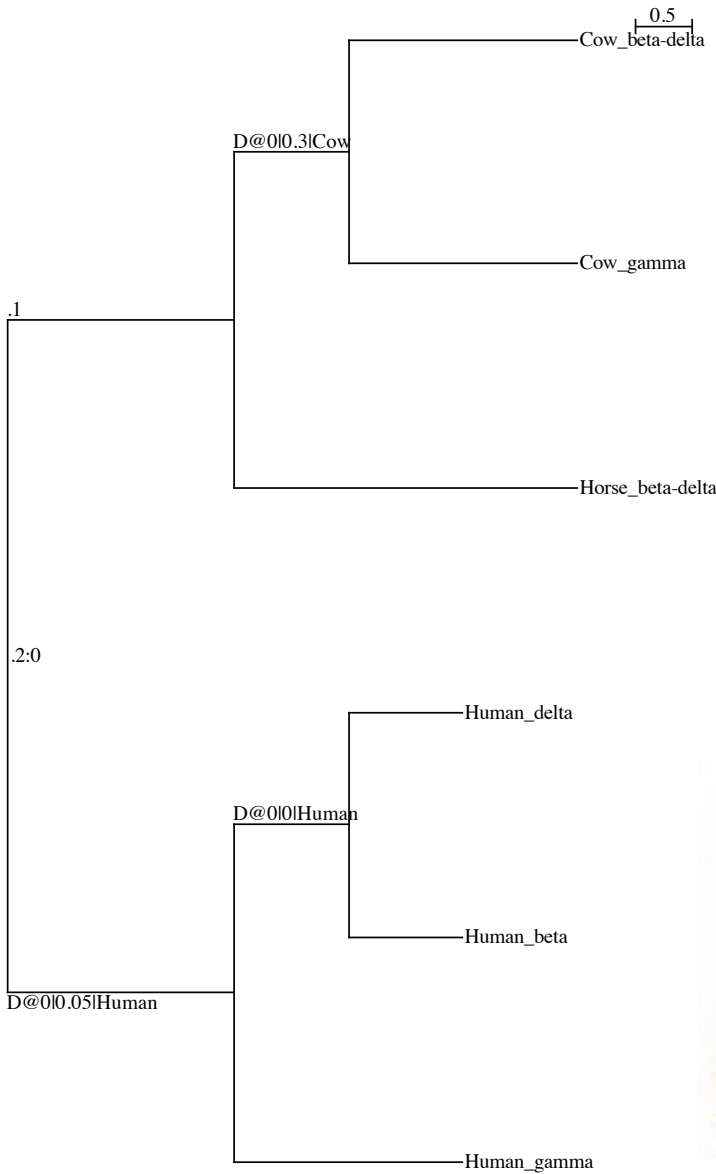 0.5
Cow_beta-delta
D@0|0.3|Cow
Cow_gamma
.1
Horse_beta-delta
.2:0
Human_delta
D@0|0|Human
Human_beta
D@0|0.05|Human
Human_gamma